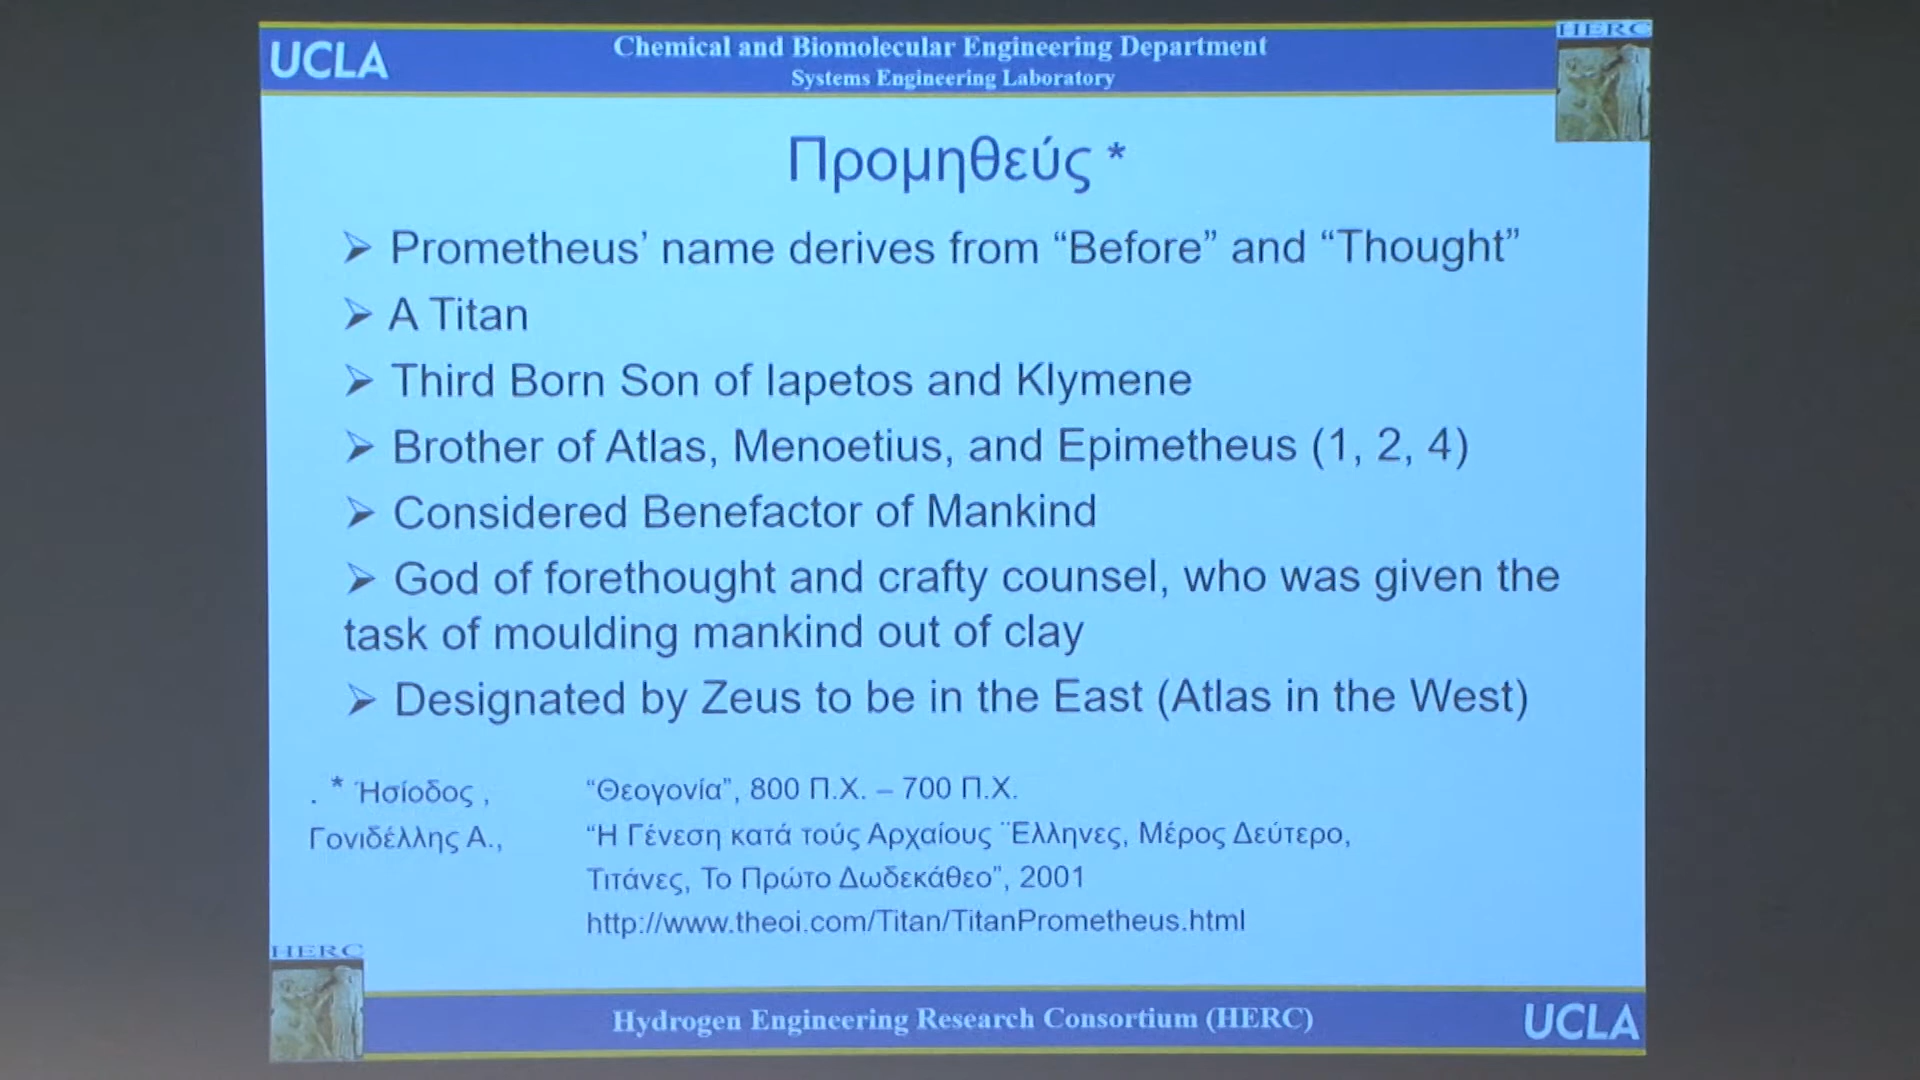 UCLA
Chemical and Biomolecular Engineering Department
Systems Engineering Laboratory
HERC
Προμηθεύς *
➢ Prometheus’ name derives from “Before” and “Thought”
➢ A Titan
➢ Third Born Son of Iapetos and Klymene
➢ Brother of Atlas, Menoetius, and Epimetheus (1, 2, 4)
➢ Considered Benefactor of Mankind
➢ God of forethought and crafty counsel, who was given the
task of moulding mankind out of clay
➢ Designated by Zeus to be in the East (Atlas in the West)
. * Ήσίοδος , “Θεογονία”, 800 Π.Χ. – 700 Π.Χ.
Γονιδέλλης Α., “Η Γένεση κατά τούς Αρχαίους ¨Ελληνες, Μέρος Δεύτερο,
Τιτάνες, Το Πρώτο Δωδεκάθεο”, 2001
http://www.theoi.com/Titan/TitanPrometheus.html
HERC
Hydrogen Engineering Research Consortium (HERC)
UCLA